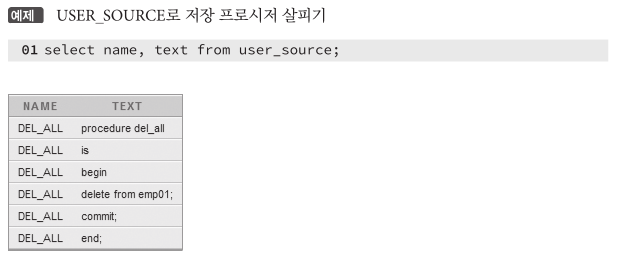 예제 USER_SOURCE로 저장 프로시저 살피기
01 select name, text from user_source;
NAME TEXT
DEL_ALL procedure del_all
DEL_ALL is
DEL_ALL begin
DEL_ALL delete from emp01;
DEL_ALL commit;
DEL_ALL end;